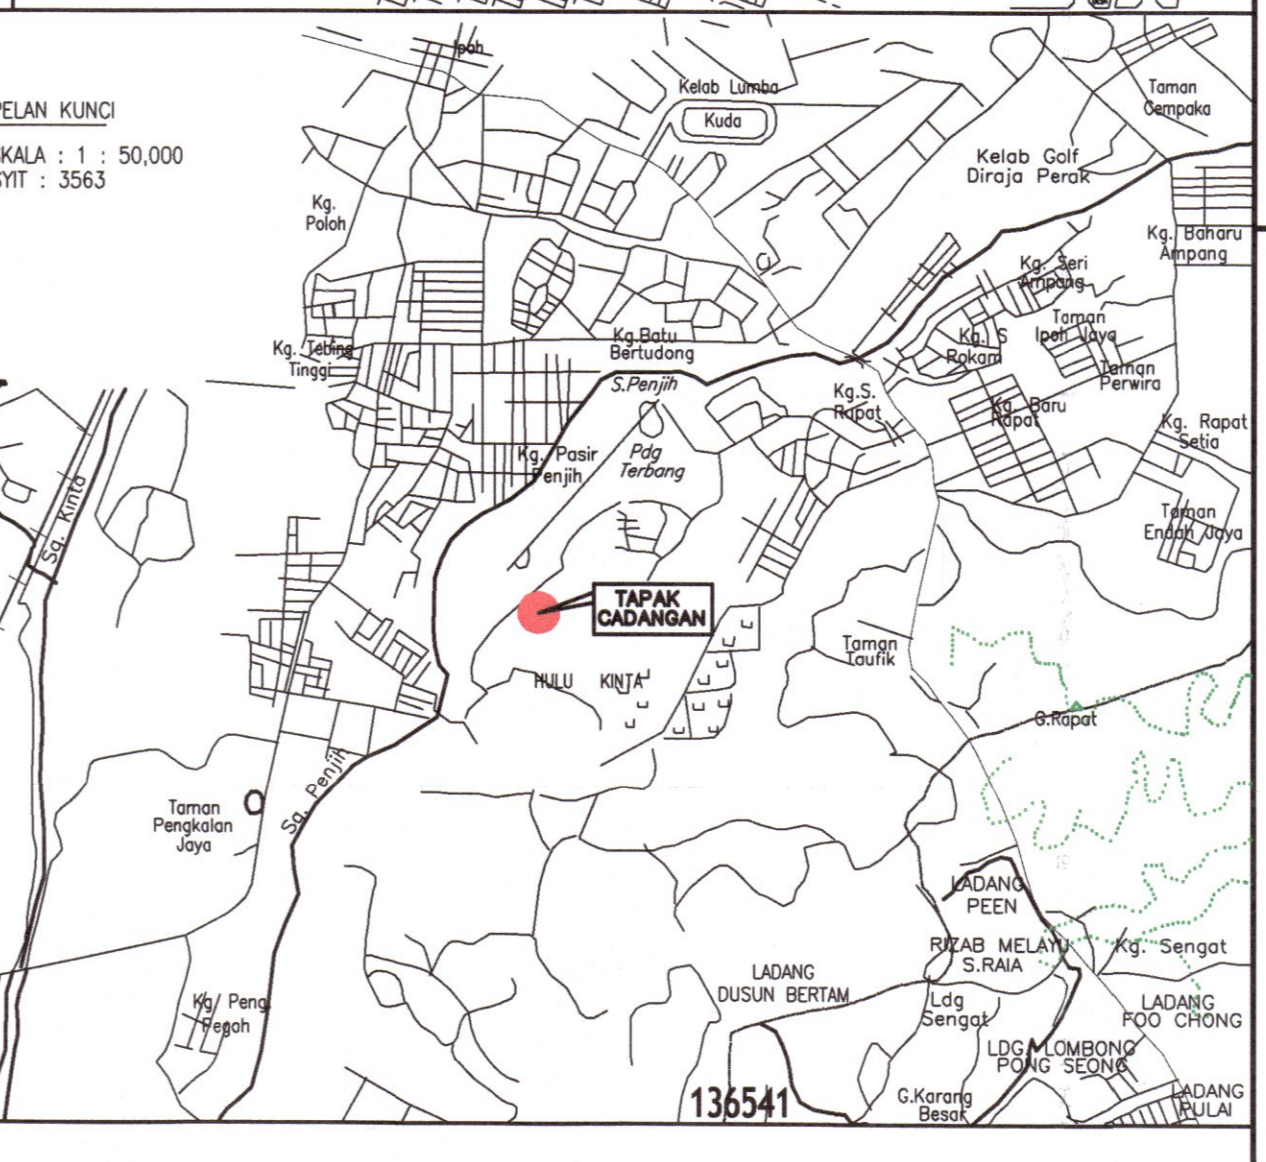 PELAN KUNCI
SKALA : 1 : 50,000
SYIT : 3563
Ipoh
Kelab Lumba
Kuda
Taman
Cempaka
Kelab Golf
Diraja Perak
Kg.
Poloh
Kg. Baharu
Ampang
Kg. Seri
Ampang
Taman
Ipoh Jaya
Kg. S
Rokam
Taman
Perwira
Kg.Batu
Bertudong
Kg. Tebing
Tinggi
S.Penjih
Kg.S.
Rapat
Kg. Baru
Rapat
Kg. Rapat
Setia
Kg. Pasir
Penjih
Pdg
Terbang
Sg. Kinta
Taman
Endah Jaya
TAPAK
CADANGAN
Taman
Taufik
HULU KINTA
G.Rapat
Sg. Penjih
Taman
Pengkalan
Jaya
LADANG
PEEN
RIZAB MELAYU
S.RAIA
Kg. Sengat
LADANG
DUSUN BERTAM
Ldg
Sengat
LADANG
FOO CHONG
Kg. Peng.
Pegah
LDG. LOMBONG
PONG SEONG
G.Karang
Besar
LADANG
PULAI
136541